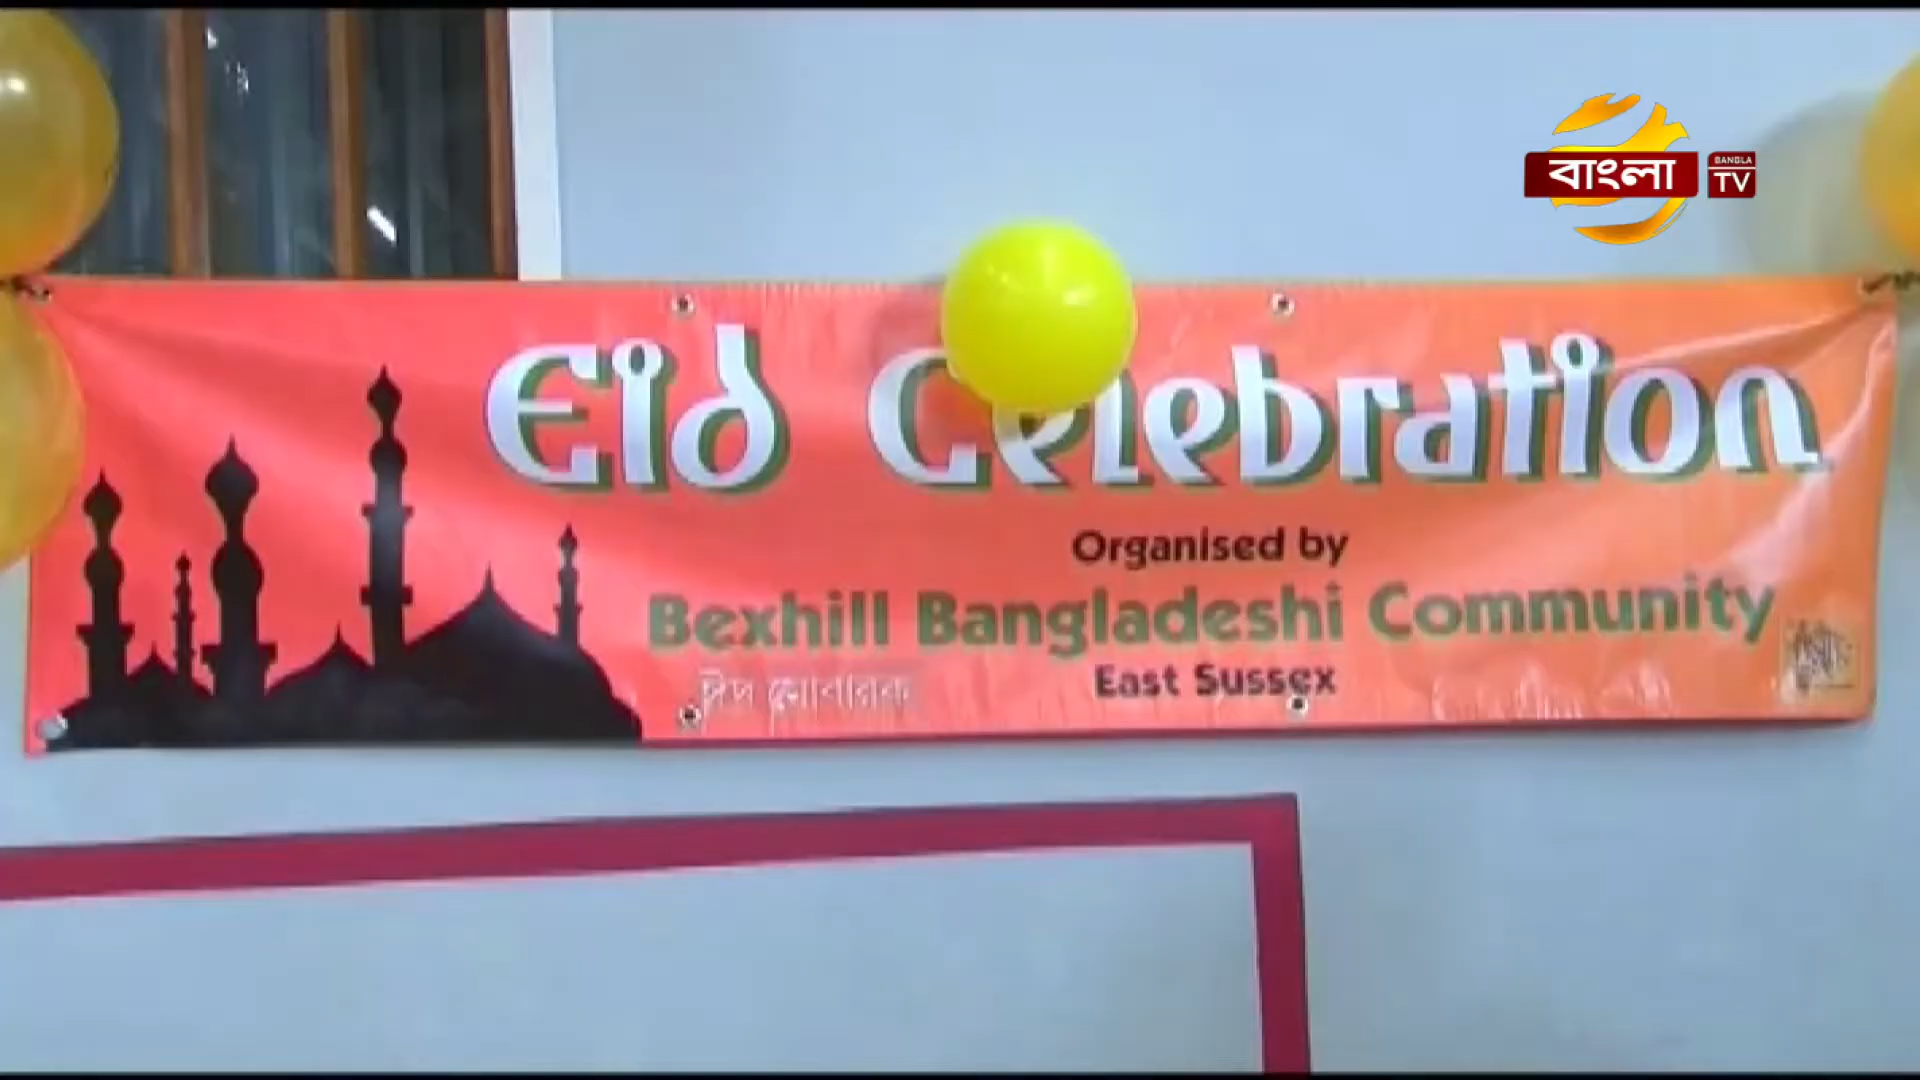 বাংলা
BANGLA
TV
Eid Celebration
Organised by
Bexhill Bangladeshi Community
East Sussex
ঈদ মোবারক